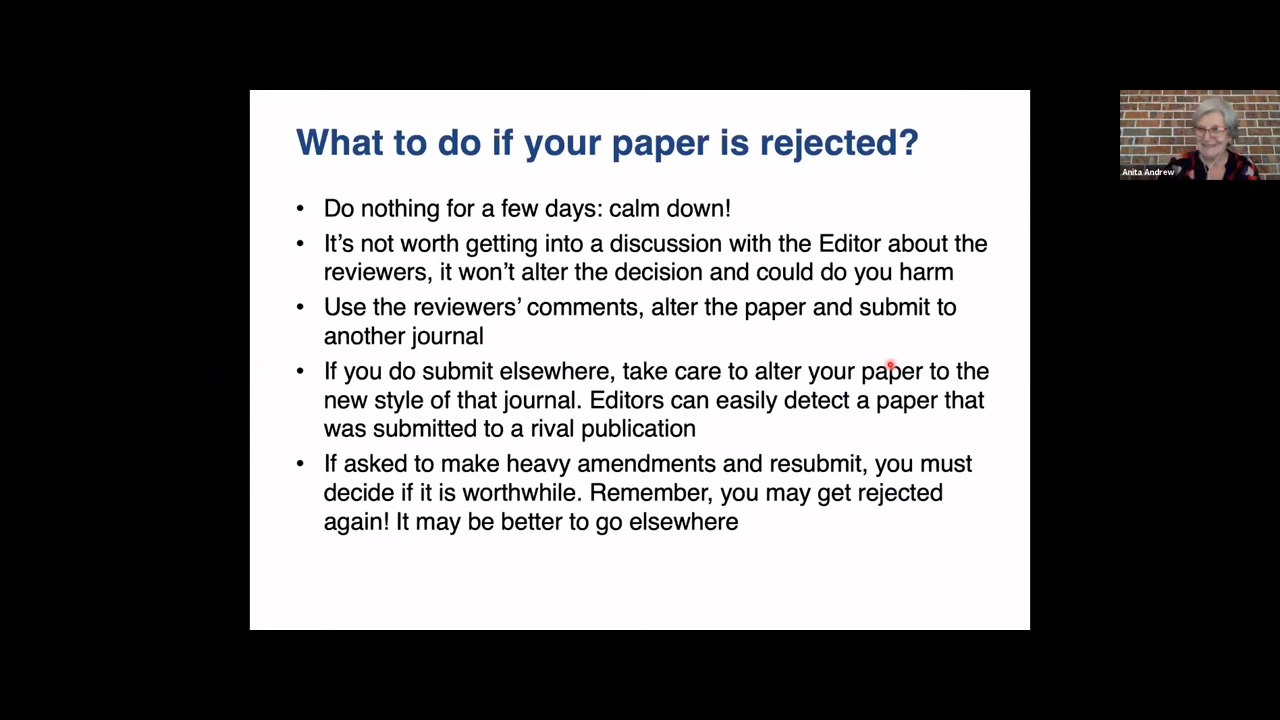 What to do if your paper is rejected?
• Do nothing for a few days: calm down!
• It’s not worth getting into a discussion with the Editor about the
reviewers, it won’t alter the decision and could do you harm
• Use the reviewers’ comments, alter the paper and submit to
another journal
• If you do submit elsewhere, take care to alter your paper to the
new style of that journal. Editors can easily detect a paper that
was submitted to a rival publication
• If asked to make heavy amendments and resubmit, you must
decide if it is worthwhile. Remember, you may get rejected
again! It may be better to go elsewhere
Anita Andrew